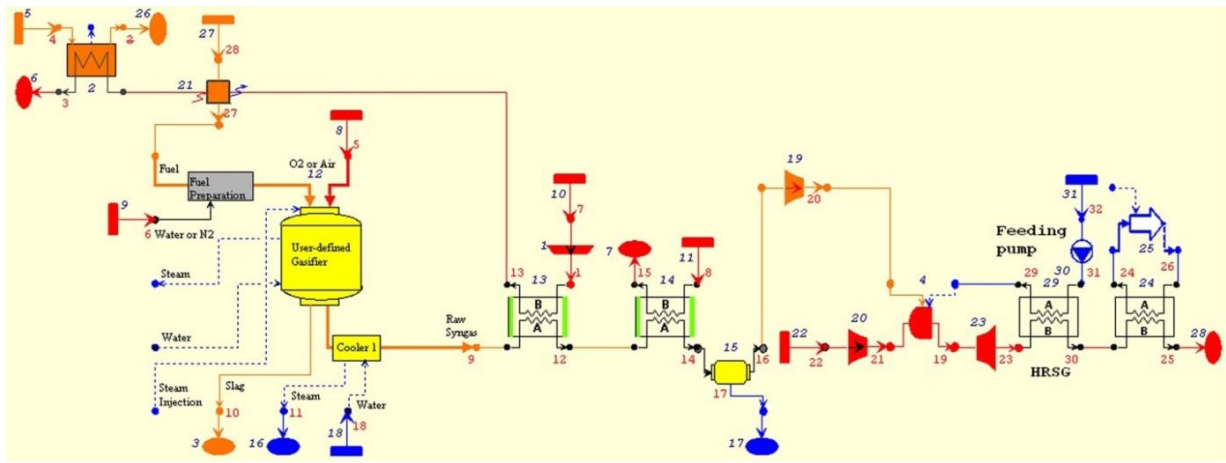 5
26
27
4
2
28
6
3
2
21
27
8
5
O2 or Air
12
Fuel
Fuel
Preparation
9
6
Water or N2
User-defined
Gasifier
Steam
Water
Steam
Injection
Cooler 1
Slag
10
3
Steam
11
16
Water
18
18
Raw
Syngas
9
10
7
1
1
13
13
B
A
12
7
15
11
8
14
B
A
14
15
17
17
16
19
20
22
22
20
21
4
19
23
23
Feeding
pump
31
32
30
31
29
29
A
B
30
HRSG
25
24
26
24
A
B
25
28